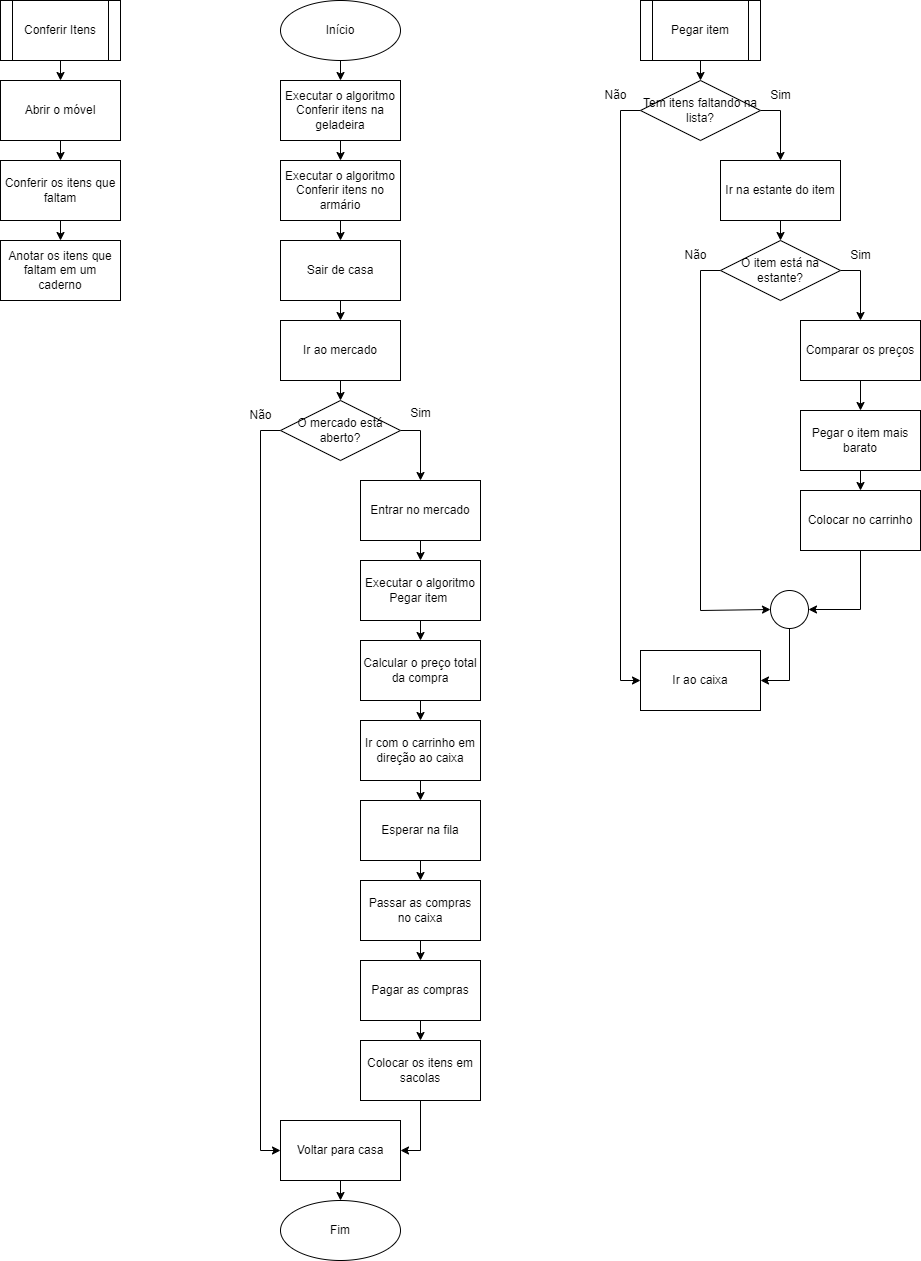 Conferir Itens
Abrir o móvel
Conferir os itens que
faltam
Anotar os itens que
faltam em um
caderno
Início
Executar o algoritmo
Conferir itens na
geladeira
Executar o algoritmo
Conferir itens no
armário
Sair de casa
Ir ao mercado
O mercado está
aberto?
Não
Sim
Entrar no mercado
Executar o algoritmo
Pegar item
Calcular o preço total
da compra
Ir com o carrinho em
direção ao caixa
Esperar na fila
Passar as compras
no caixa
Pagar as compras
Colocar os itens em
sacolas
Voltar para casa
Fim
Pegar item
Tem itens faltando na
lista?
Não
Sim
Ir na estante do item
O item está na
estante?
Não
Sim
Comparar os preços
Pegar o item mais
barato
Colocar no carrinho
Ir ao caixa